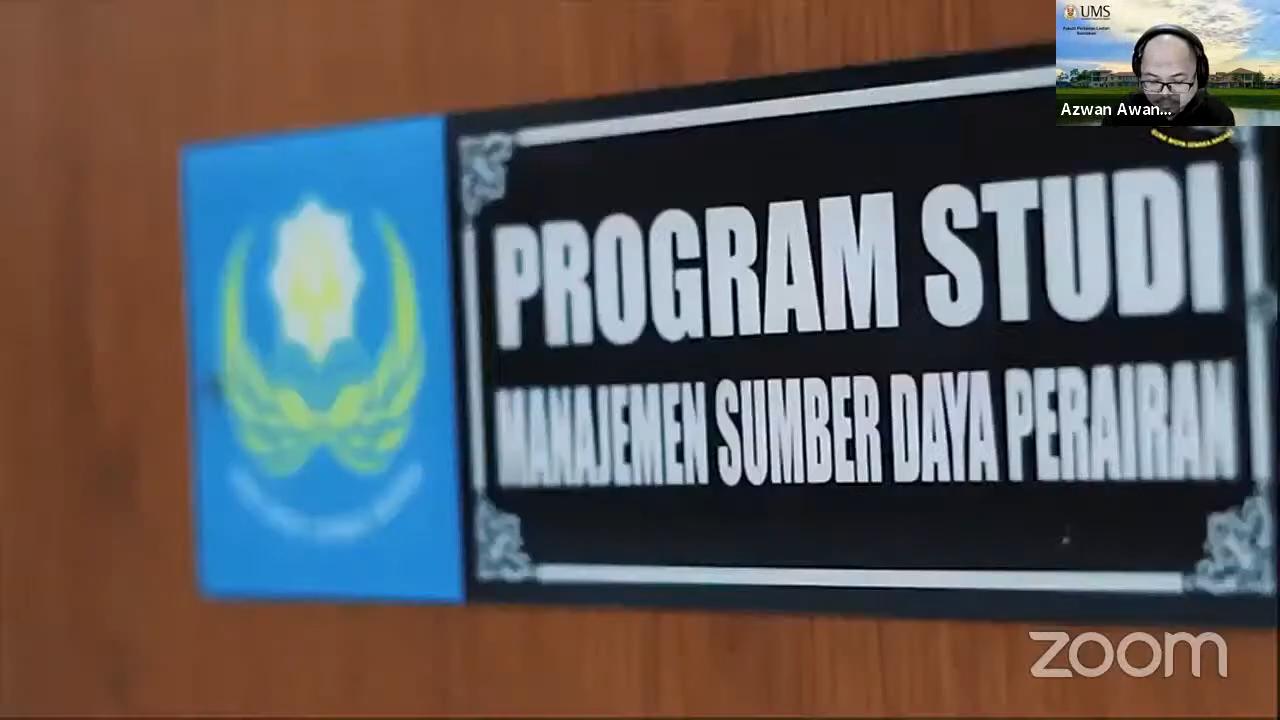 UMS
Azwan Awan...
PROGRAM STUDI
MANAJEMEN SUMBER DAYA PERAIRAN
zoom